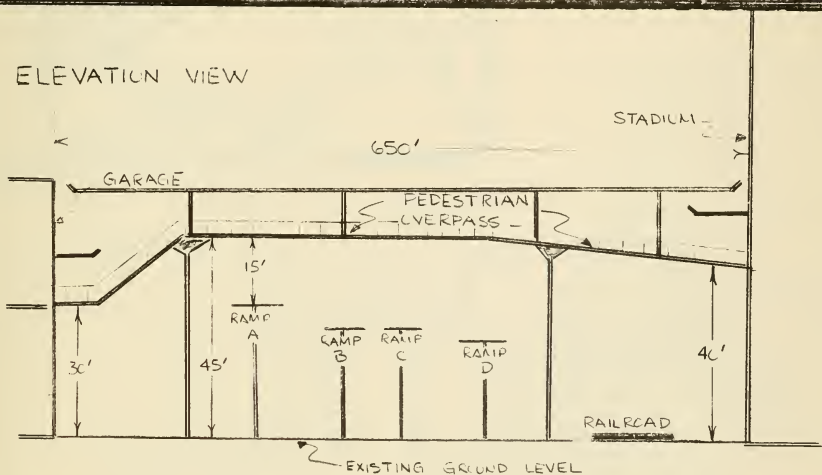 ELEVATION VIEW
STADIUM
650'
GARAGE
PEDESTRIAN
OVERPASS
15'
RAMP
A
RAMP
B
RAMP
C
RAMP
D
30'
45'
40'
RAILROAD
EXISTING GROUND LEVEL